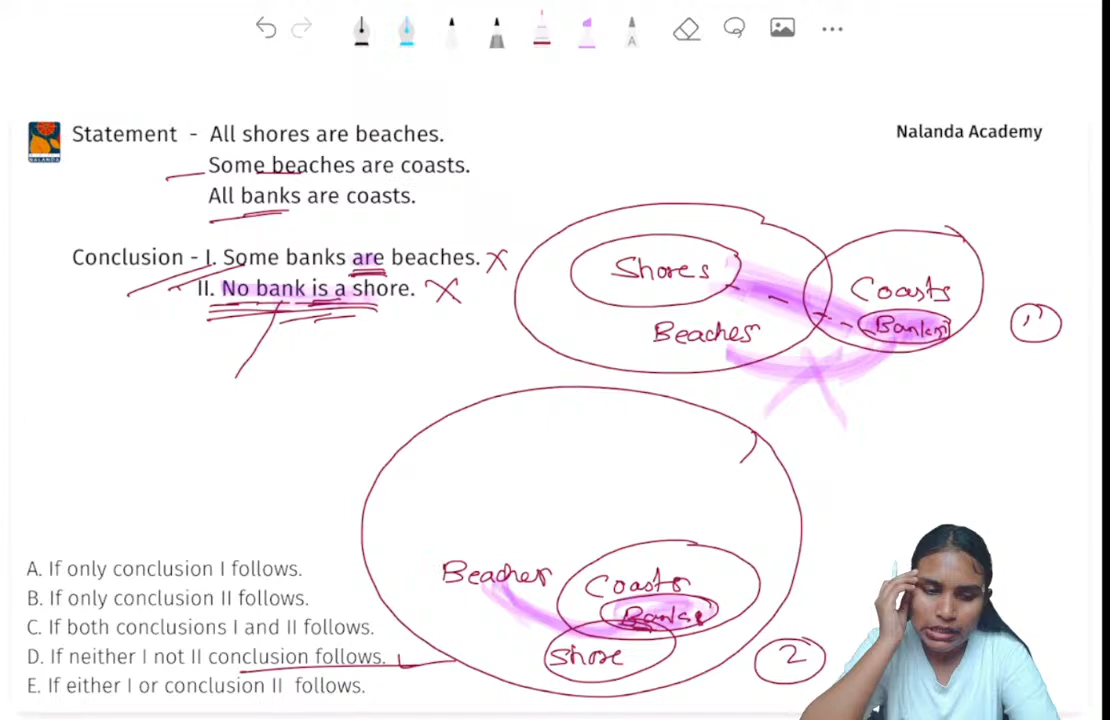 Statement - All shores are beaches.
Nalanda Academy
NALANDA
Some beaches are coasts.
All banks are coasts.
Conclusion - I. Some banks are beaches. X
II. No bank is a shore. X
Shores
Coasts
Banks
Beaches
1
Beaches
Coasts
Banks
Shore
2
A. If only conclusion I follows.
B. If only conclusion II follows.
C. If both conclusions I and II follows.
D. If neither I not II conclusion follows.
E. If either I or conclusion II follows.
A